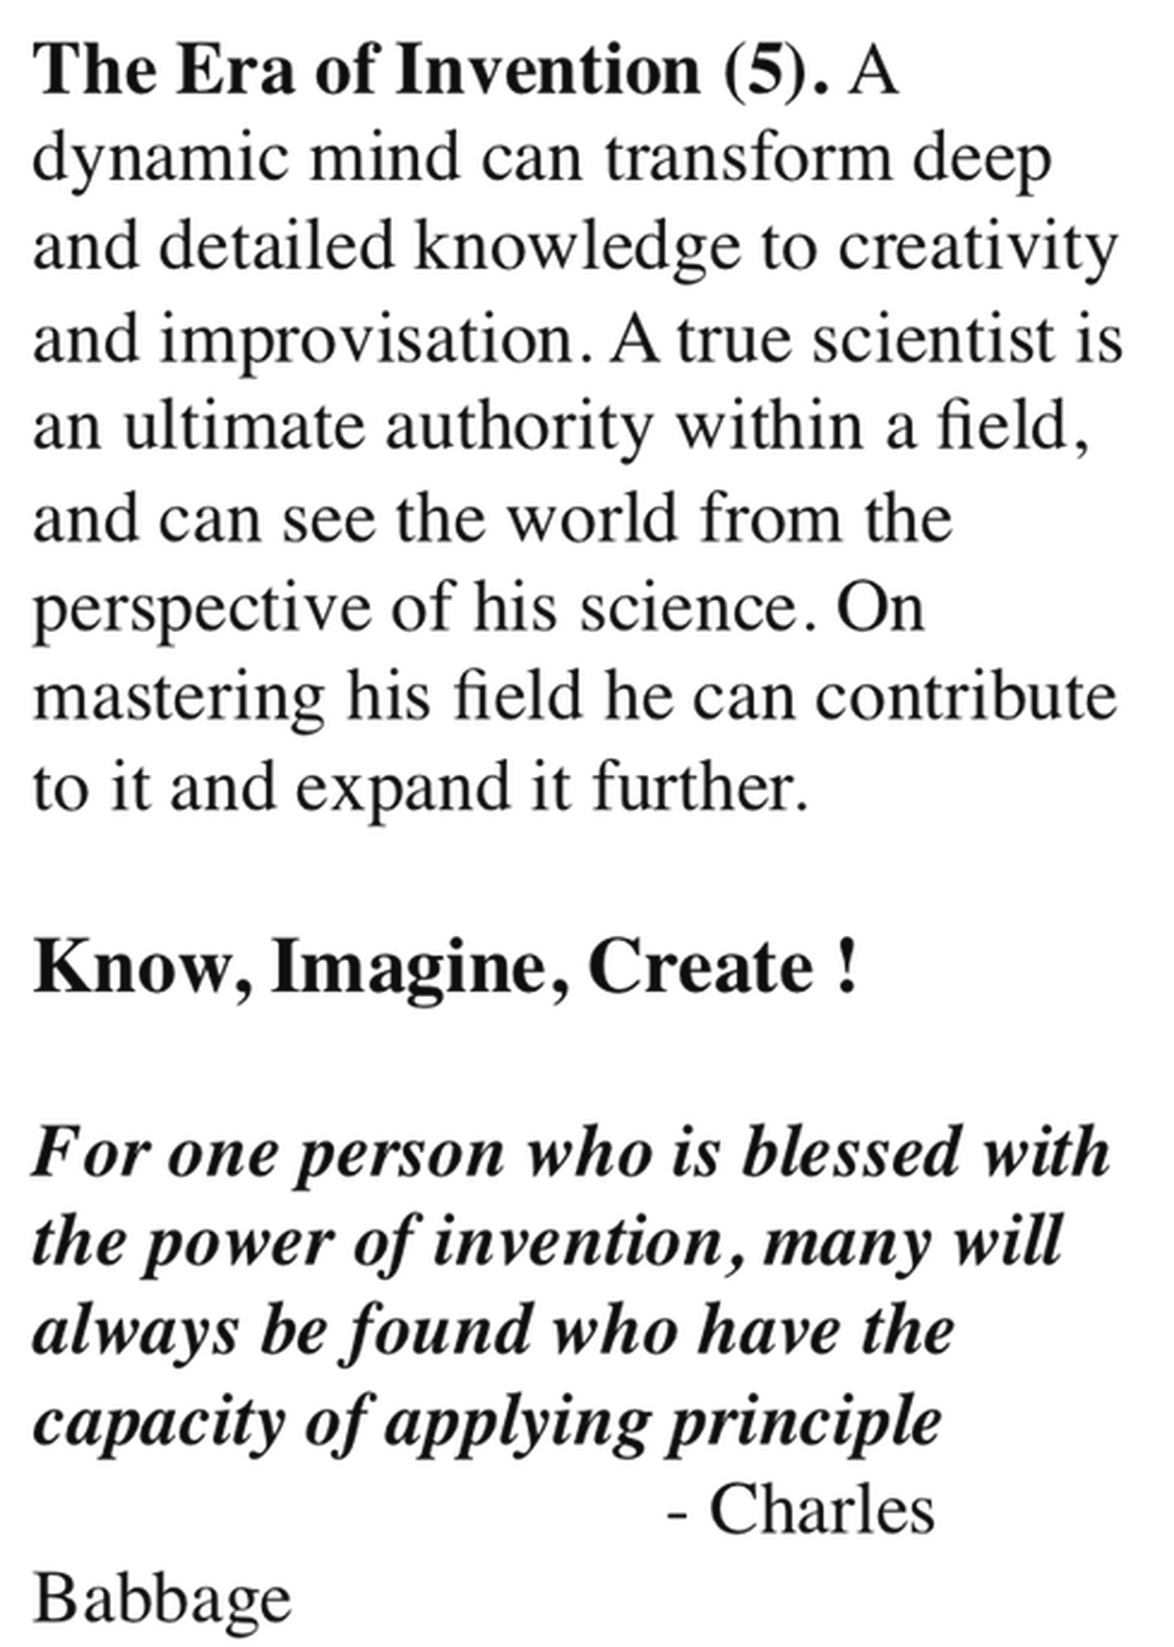 The Era of Invention (5). A
dynamic mind can transform deep
and detailed knowledge to creativity
and improvisation. A true scientist is
an ultimate authority within a field,
and can see the world from the
perspective of his science. On
mastering his field he can contribute
to it and expand it further.
Know, Imagine, Create !
For one person who is blessed with
the power of invention, many will
always be found who have the
capacity of applying principle
- Charles
Babbage